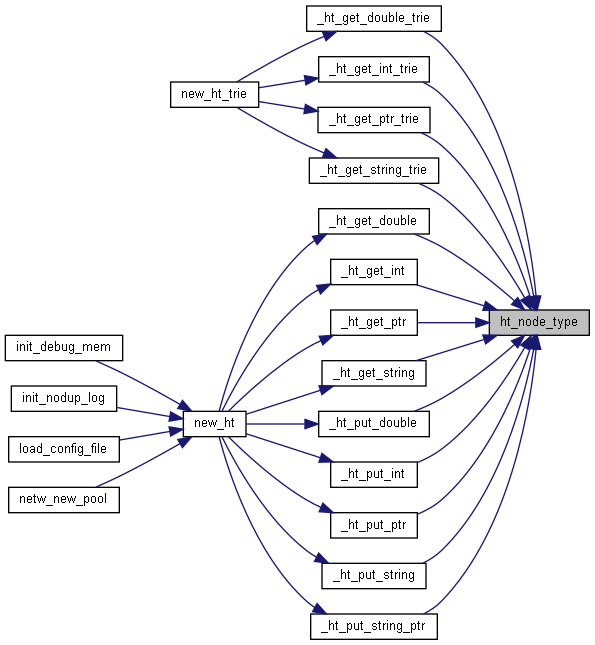 _ht_get_double_trie
_ht_get_int_trie
new_ht_trie
_ht_get_ptr_trie
_ht_get_string_trie
_ht_get_double
_ht_get_int
_ht_get_ptr
ht_node_type
init_debug_mem
_ht_get_string
init_nodup_log
new_ht
_ht_put_double
load_config_file
_ht_put_int
netw_new_pool
_ht_put_ptr
_ht_put_string
_ht_put_string_ptr